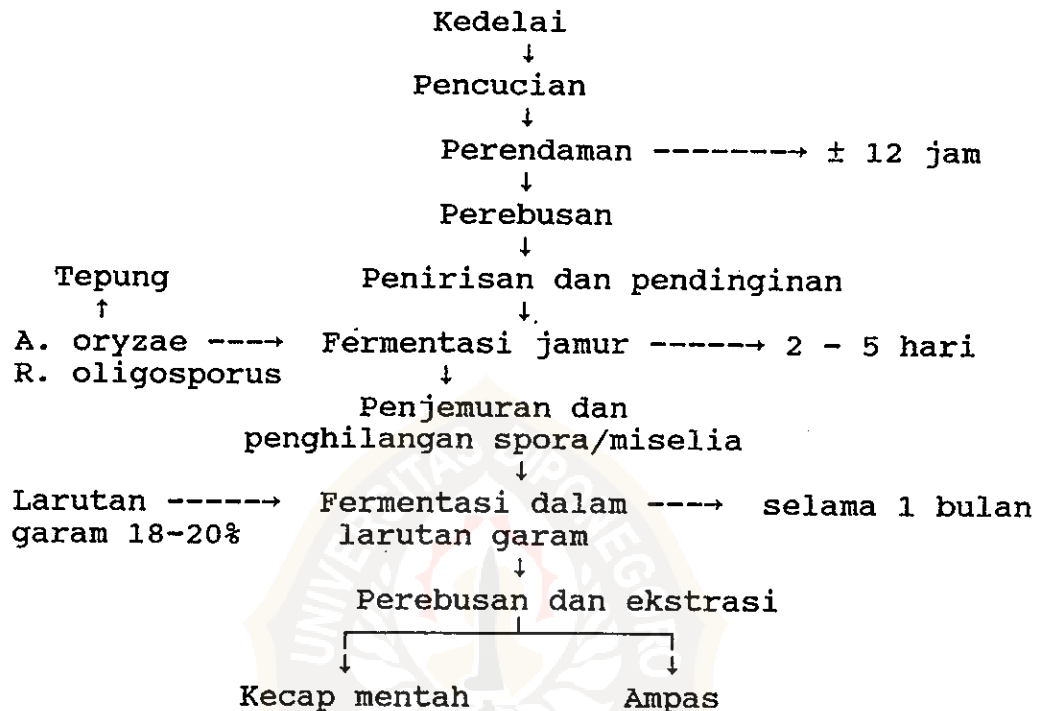 Kedelai
↓
Pencucian
↓
Perendaman --------→ ± 12 jam
↓
Perebusan
↓
Tepung Penirisan dan pendinginan
↑ ↓
A. oryzae ----→ Fermentasi jamur ------→ 2 - 5 hari
R. oligosporus ↓
Penjemuran dan
penghilangan spora/miselia
↓
Larutan ------→ Fermentasi dalam ----→ selama 1 bulan
garam 18-20% larutan garam
↓
Perebusan dan ekstrasi
↓ ↓
Kecap mentah Ampas
UNIVERSITAS DIPONEGORO